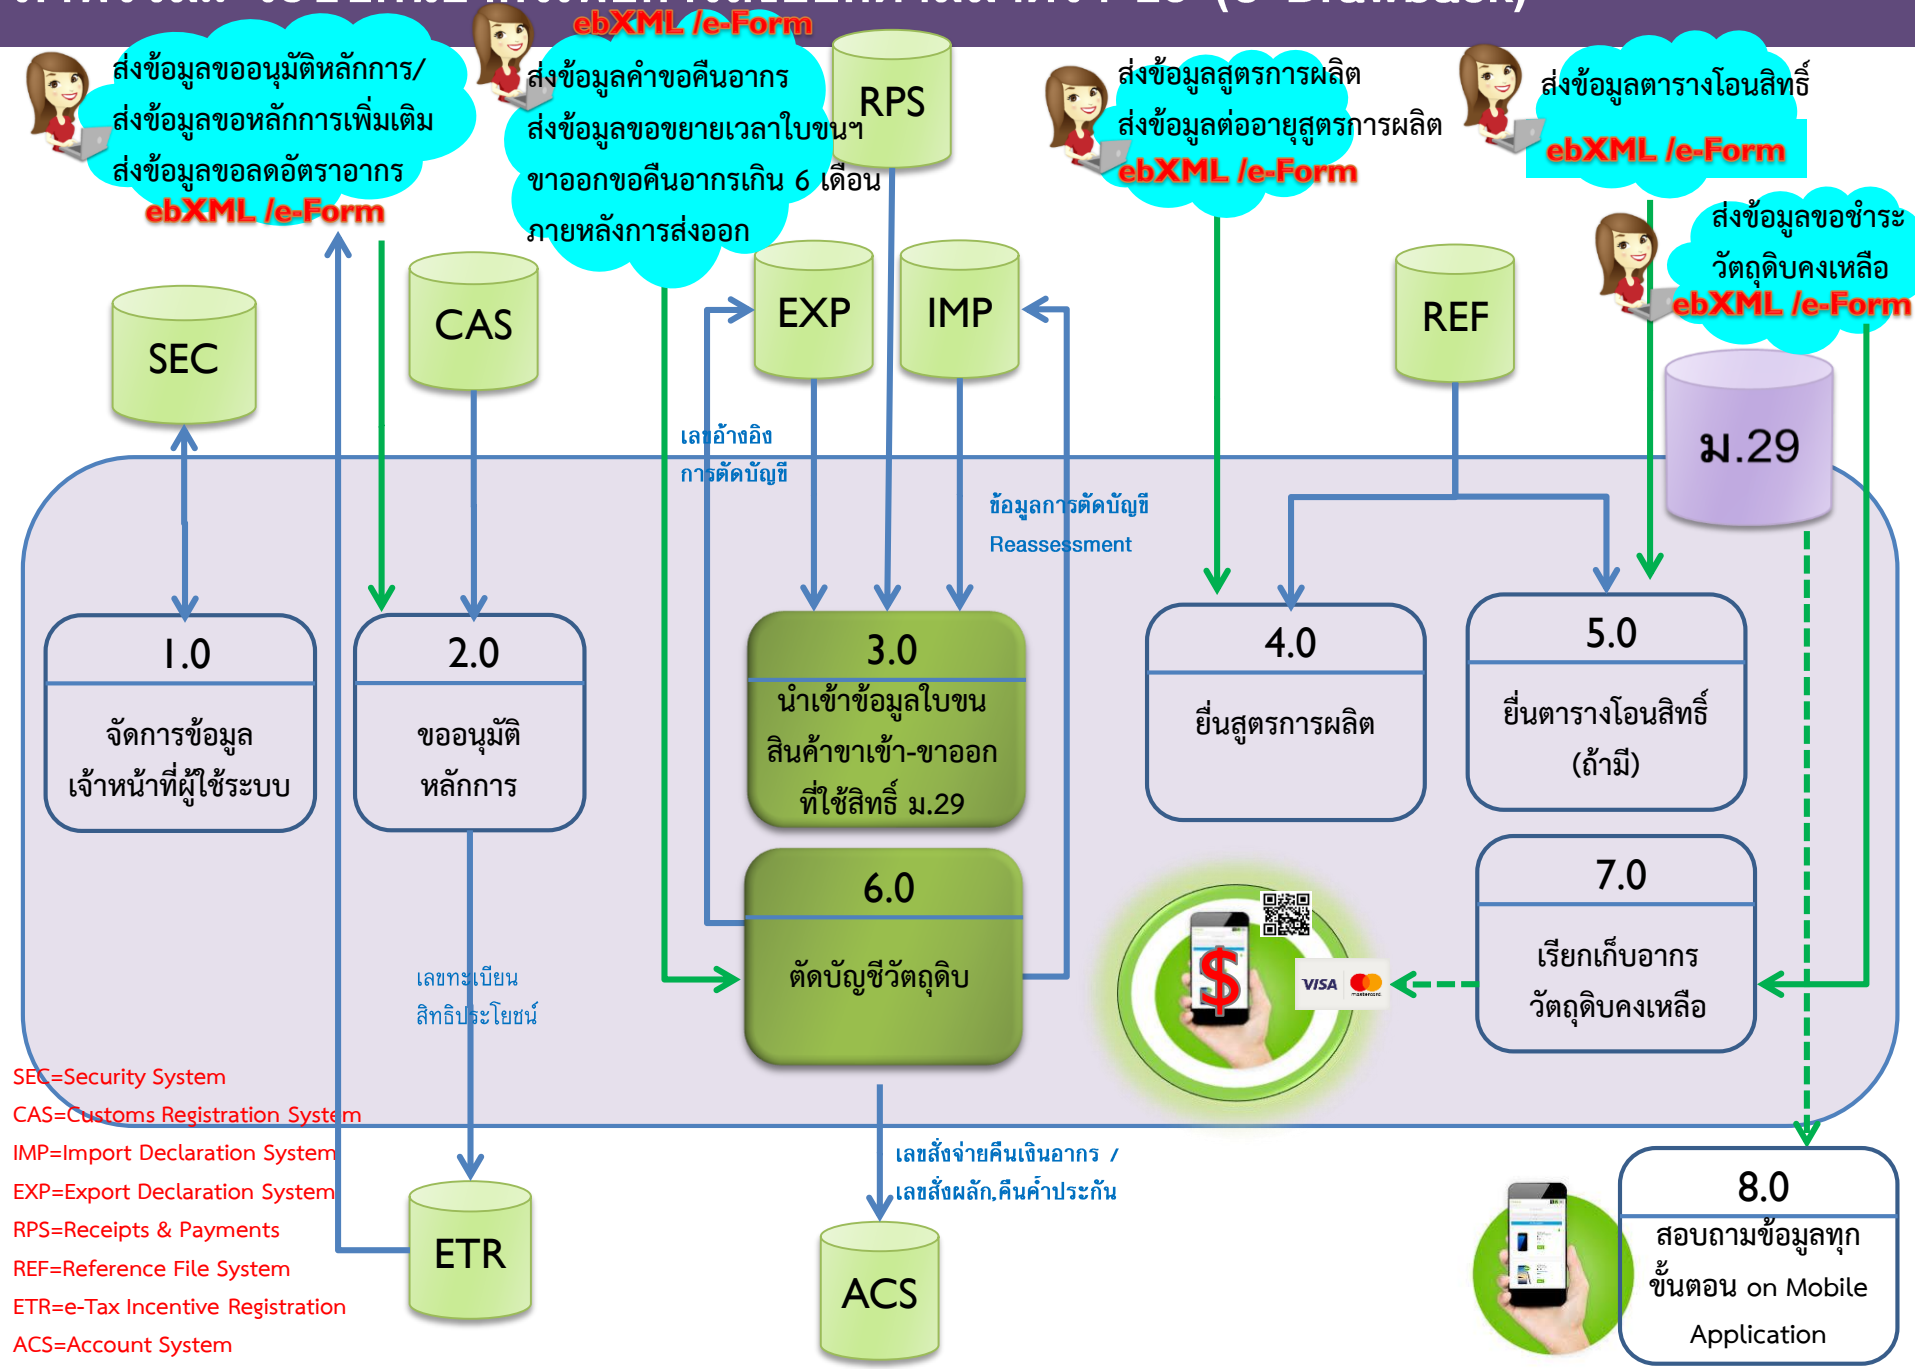 (e-Drawback)
ส่งข้อมูลขออนุมัติหลักการ/
ส่งข้อมูลขอหลักการเพิ่มเติม
ส่งข้อมูลขอลดอัตราอากร
ebXML /e-Form
ebXML /e-Form
ส่งข้อมูลคำขอคืนอากร
ส่งข้อมูลขอขยายเวลาใบขนฯ
ขาออกขอคืนอากรเกิน 6 เดือน
ภายหลังการส่งออก
RPS
ส่งข้อมูลสูตรการผลิต
ส่งข้อมูลต่ออายุสูตรการผลิต
ebXML /e-Form
ส่งข้อมูลตารางโอนสิทธิ์
ebXML /e-Form
ส่งข้อมูลขอชำระ
วัตถุดิบคงเหลือ
ebXML /e-Form
SEC
CAS
EXP
IMP
REF
ม.29
เลขอ้างอิง
การตัดบัญชี
ข้อมูลการตัดบัญชี
Reassessment
1.0
จัดการข้อมูล
เจ้าหน้าที่ผู้ใช้ระบบ
2.0
ขออนุมัติ
หลักการ
3.0
นำเข้าข้อมูลใบขน
สินค้าขาเข้า-ขาออก
ที่ใช้สิทธิ์ ม.29
4.0
ยื่นสูตรการผลิต
5.0
ยื่นตารางโอนสิทธิ์
(ถ้ามี)
6.0
ตัดบัญชีวัตถุดิบ
$
VISA
mastercard
7.0
เรียกเก็บอากร
วัตถุดิบคงเหลือ
เลขทะเบียน
สิทธิประโยชน์
SEC=Security System
CAS=Customs Registration System
IMP=Import Declaration System
EXP=Export Declaration System
RPS=Receipts & Payments
REF=Reference File System
ETR=e-Tax Incentive Registration
ACS=Account System
ETR
เลขสั่งจ่ายคืนเงินอากร /
เลขสั่งผลัก,คืนค้ำประกัน
ACS
8.0
สอบถามข้อมูลทุก
ขั้นตอน on Mobile
Application